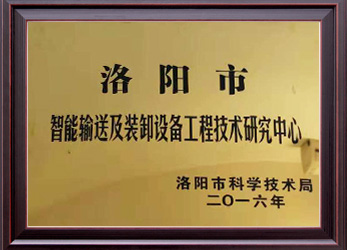 洛阳市
智能输送及装卸设备工程技术研究中心
洛阳市科学技术局
二〇一六年